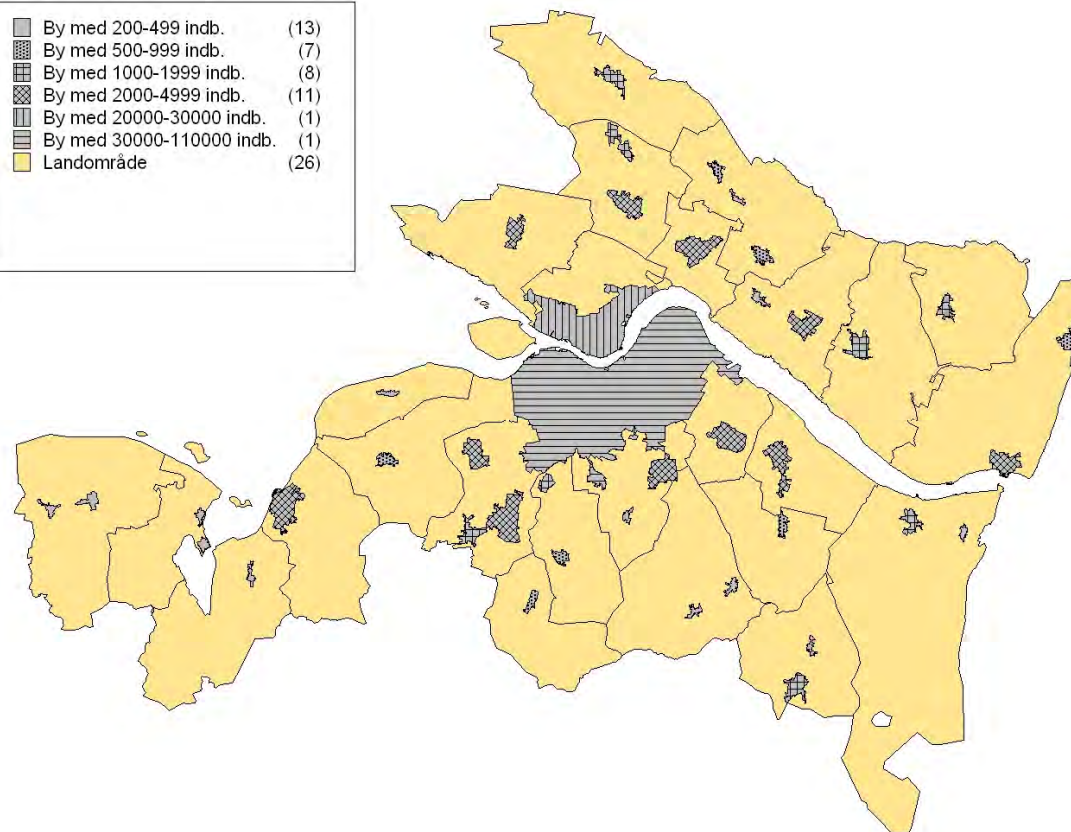 By med 200-499 indb. (13)
By med 500-999 indb. (7)
By med 1000-1999 indb. (8)
By med 2000-4999 indb. (11)
By med 20000-30000 indb. (1)
By med 30000-110000 indb. (1)
Landområde (26)